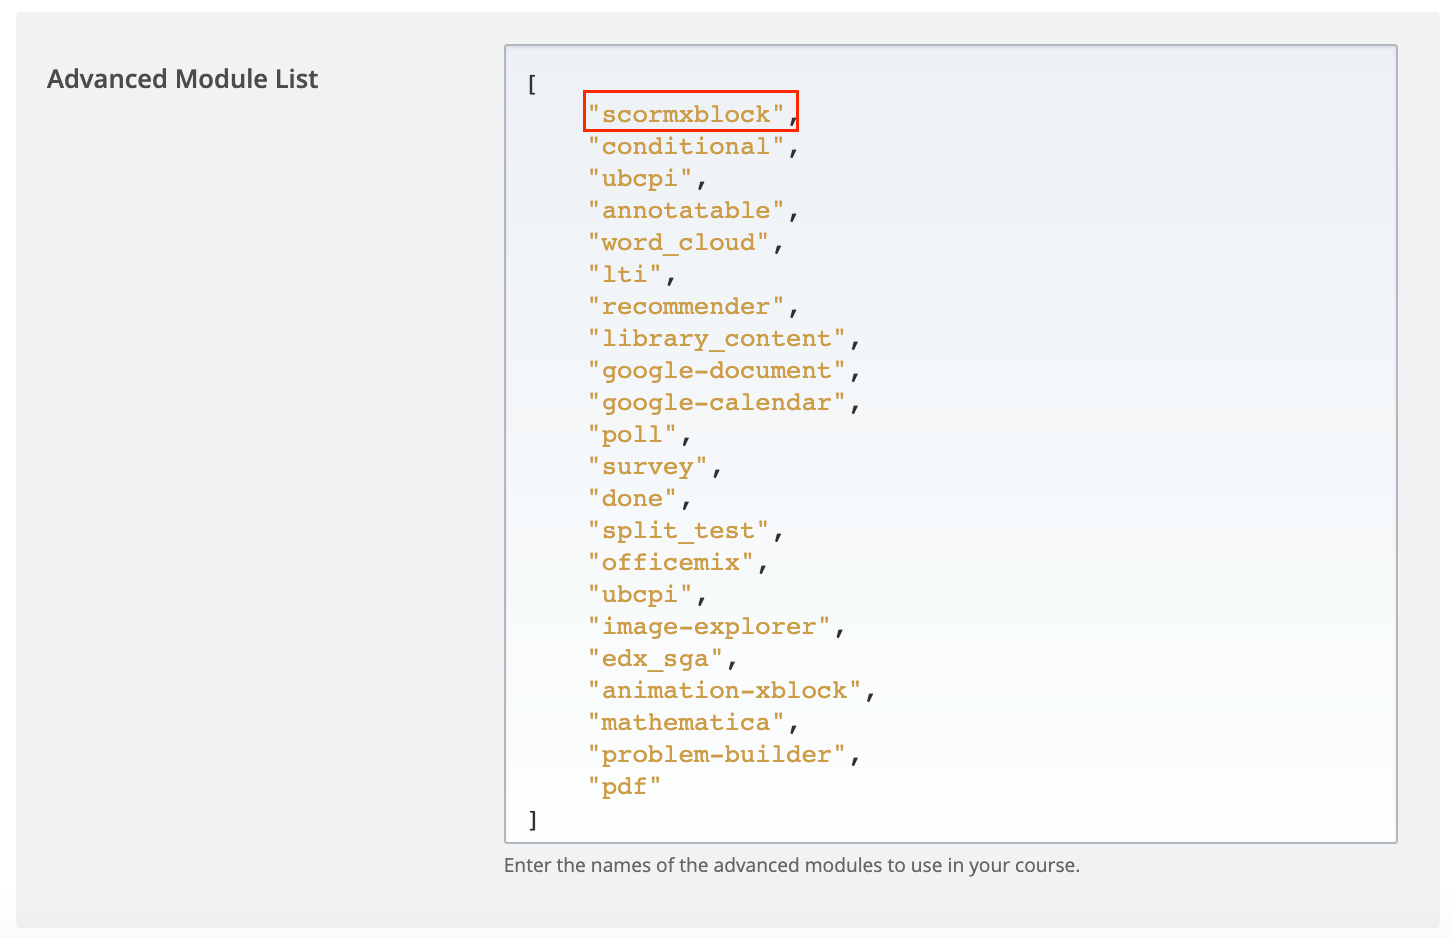 Advanced Module List
[
"scormxblock",
"conditional",
"ubcpi",
"annotatable",
"word_cloud",
"lti",
"recommender",
"library_content",
"google-document",
"google-calendar",
"poll",
"survey",
"done",
"split_test",
"officemix",
"ubcpi",
"image-explorer",
"edx_sga",
"animation-xblock",
"mathematica",
"problem-builder",
"pdf"
]
Enter the names of the advanced modules to use in your course.